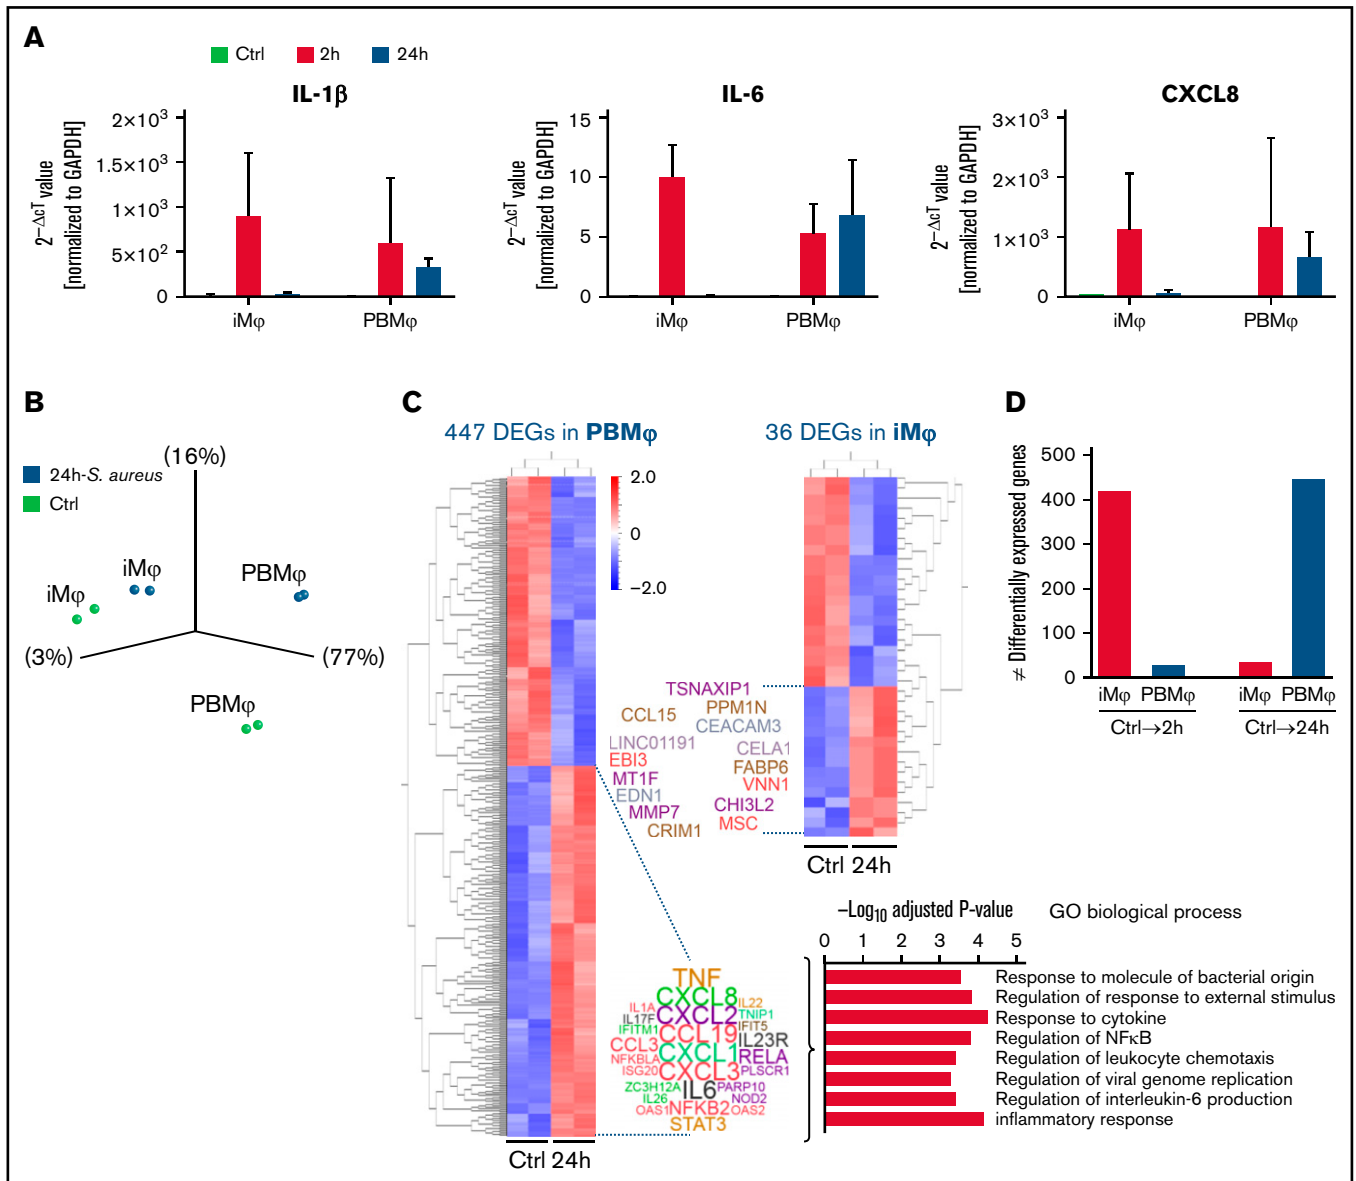 A
Ctrl 2h 24h
IL-1β
2×10³
1.5×10³
1×10³
5×10²
0
2−ΔcT value
[normalized to GAPDH]
iMφ PBMφ
IL-6
15
10
5
0
2−ΔcT value
[normalized to GAPDH]
iMφ PBMφ
CXCL8
3×10³
2×10³
1×10³
0
2−ΔcT value
[normalized to GAPDH]
iMφ PBMφ
B
24h-S. aureus
Ctrl
(16%)
iMφ
iMφ
PBMφ
(3%)
(77%)
PBMφ
C
447 DEGs in PBMφ
2.0
0
−2.0
Ctrl 24h
36 DEGs in iMφ
TSNAXIP1
CCL15 PPM1N
CEACAM3
LINC01191 CELA1
EBI3 FABP6
MT1F VNN1
EDN1 CHI3L2
MMP7 MSC
CRIM1
Ctrl 24h
TNF
CXCL8 IL22
IL1A CXCL2 TNIP1
IL17F IFIT5
IFITM1 CCL19 IL23R
CCL3 CXCL1 RELA
NFKBLA
ISG20 CXCL3 PLSCR1
ZC3H12A IL6 PARP10
IL26 NOD2
OAS1 NFKB2 OAS2
STAT3
−Log10 adjusted P-value GO biological process
0 1 2 3 4 5
Response to molecule of bacterial origin
Regulation of response to external stimulus
Response to cytokine
Regulation of NFκB
Regulation of leukocyte chemotaxis
Regulation of viral genome replication
Regulation of interleukin-6 production
inflammatory response
D
≠ Differentially expressed genes
500
400
300
200
100
0
iMφ PBMφ iMφ PBMφ
Ctrl→2h Ctrl→24h